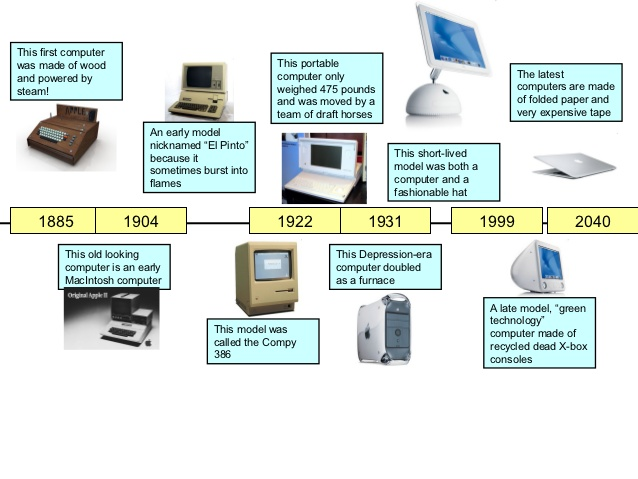 This first computer
was made of wood
and powered by
steam!
An early model
nicknamed “El Pinto”
because it
sometimes burst into
flames
This portable
computer only
weighed 475 pounds
and was moved by a
team of draft horses
This short-lived
model was both a
computer and a
fashionable hat
The latest
computers are made
of folded paper and
very expensive tape
1885
1904
1922
1931
1999
2040
This old looking
computer is an early
MacIntosh computer
Original Apple II
This model was
called the Compy
386
This Depression-era
computer doubled
as a furnace
A late model, “green
technology”
computer made of
recycled dead X-box
consoles